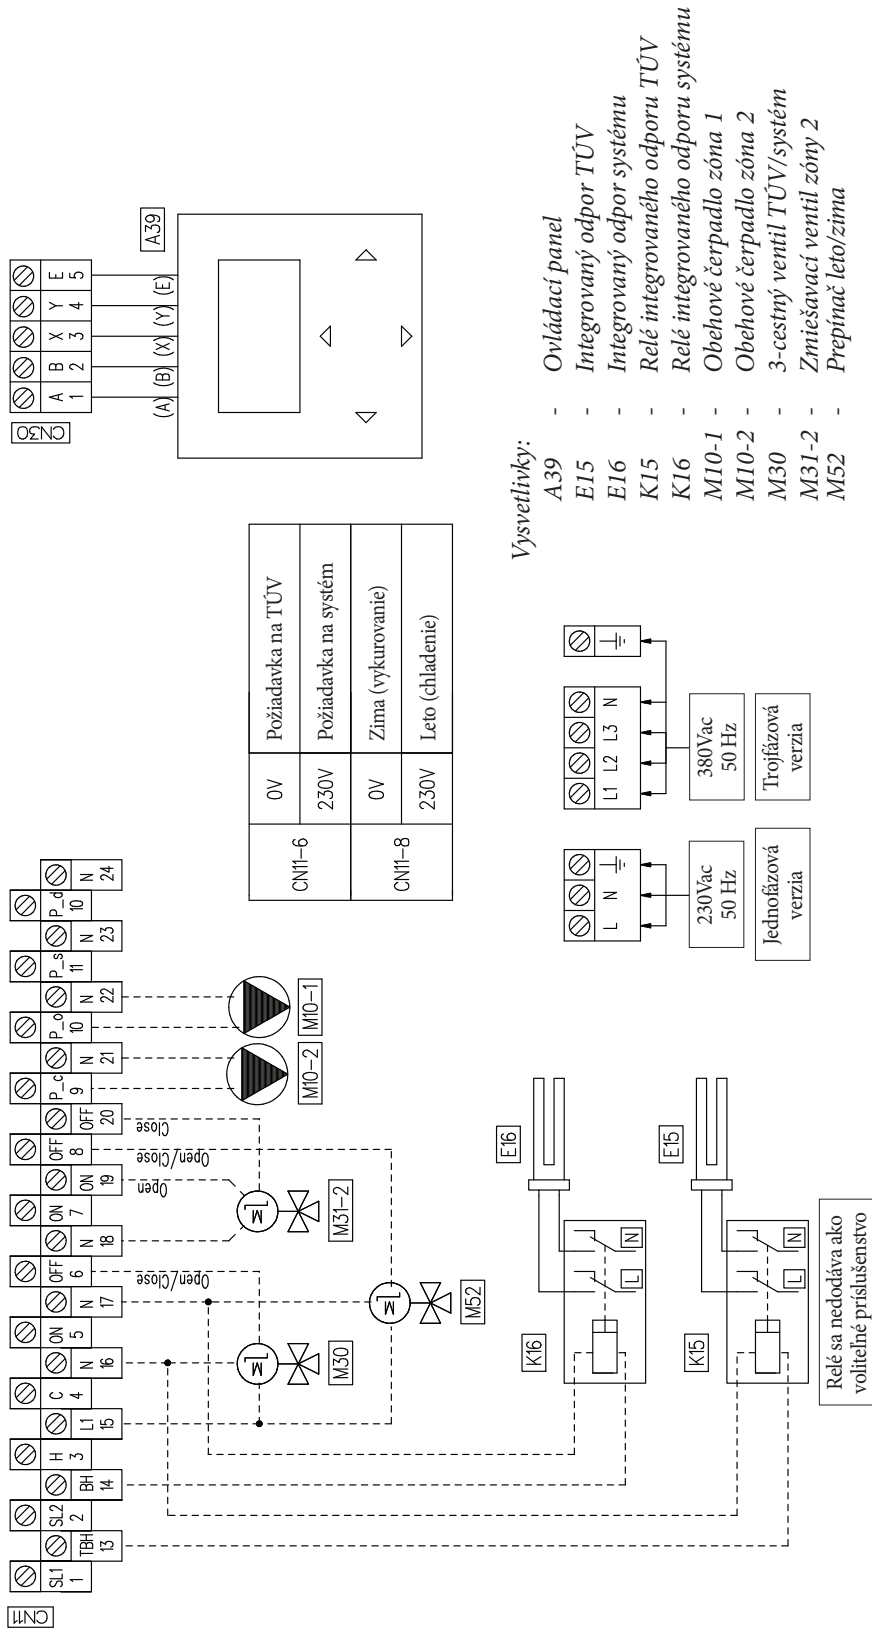 CN11
SL1 1
TBH 13
SL2 2
BH 14
H 3
L1 15
C 4
N 16
ON 5
N 17
OFF 6
N 18
ON 7
ON 19
OFF 8
OFF 20
P_c 9
N 21
P_o 10
N 22
P_s 11
N 23
P_d 10
N 24
Open/Close
Open
Open/Close
Close
M
M30
M
M52
M
M31-2
M10-2
M10-1
K16
E16
L
N
K15
E15
L
N
Relé sa nedodáva ako
voliteľné príslušenstvo
CN11-6
0V Požiadavka na TÚV
230V Požiadavka na systém
CN11-8
0V Zima (vykurovanie)
230V Leto (chladenie)
L N
230Vac
50 Hz
Jednofázová
verzia
L1 L2 L3 N
380Vac
50 Hz
Trojfázová
verzia
CN30
A B X Y E
1 2 3 4 5
(A) (B) (X) (Y) (E)
A39
Vysvetlivky:
A39 - Ovládací panel
E15 - Integrovaný odpor TÚV
E16 - Integrovaný odpor systému
K15 - Relé integrovaného odporu TÚV
K16 - Relé integrovaného odporu systému
M10-1 - Obehové čerpadlo zóna 1
M10-2 - Obehové čerpadlo zóna 2
M30 - 3-cestný ventil TÚV/systém
M31-2 - Zmiešavací ventil zóny 2
M52 - Prepínač leto/zima